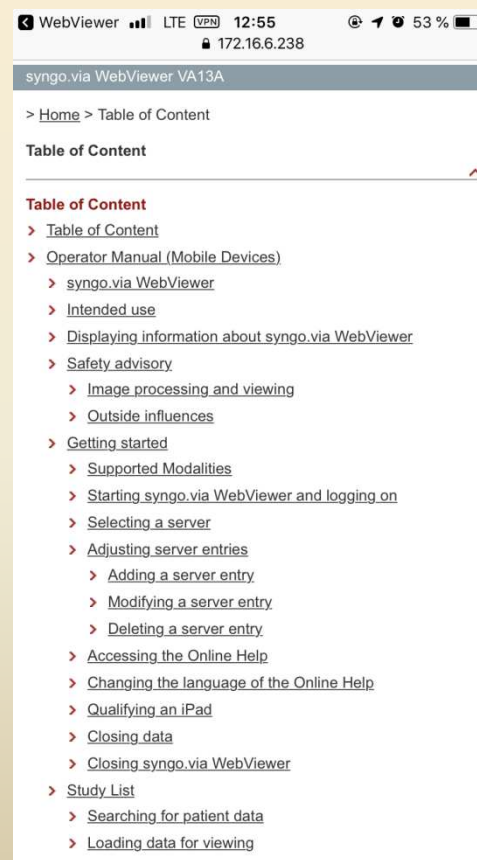 WebViewer LTE VPN 12:55 53 %
172.16.6.238
syngo.via WebViewer VA13A
> Home > Table of Content
Table of Content
Table of Content
Table of Content
Operator Manual (Mobile Devices)
syngo.via WebViewer
Intended use
Displaying information about syngo.via WebViewer
Safety advisory
Image processing and viewing
Outside influences
Getting started
Supported Modalities
Starting syngo.via WebViewer and logging on
Selecting a server
Adjusting server entries
Adding a server entry
Modifying a server entry
Deleting a server entry
Accessing the Online Help
Changing the language of the Online Help
Qualifying an iPad
Closing data
Closing syngo.via WebViewer
Study List
Searching for patient data
Loading data for viewing